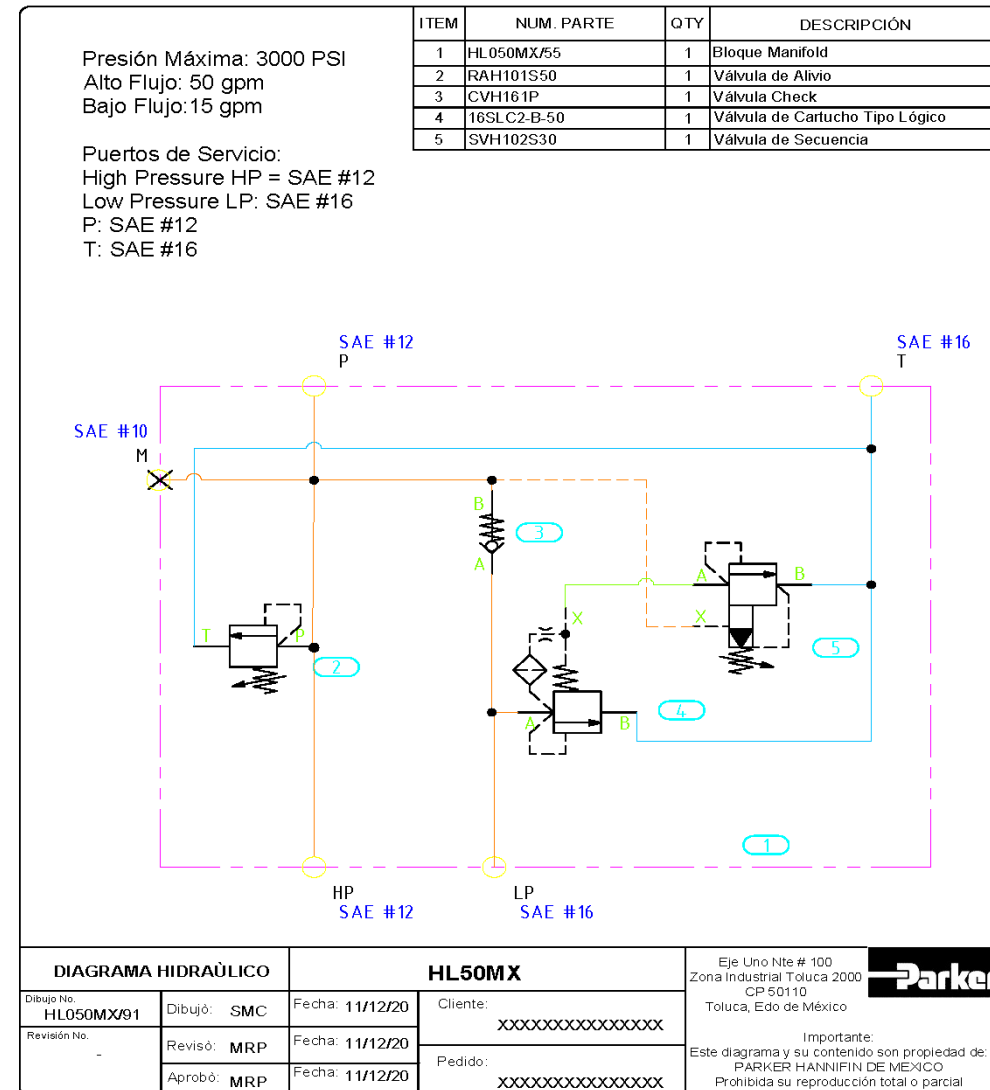 Presión Máxima: 3000 PSI
Alto Flujo: 50 gpm
Bajo Flujo:15 gpm
Puertos de Servicio:
High Pressure HP = SAE #12
Low Pressure LP: SAE #16
P: SAE #12
T: SAE #16
ITEM NUM. PARTE QTY DESCRIPCIÓN
1 HL050MX/55 1 Bloque Manifold
2 RAH101S50 1 Válvula de Alivio
3 CVH161P 1 Válvula Check
4 16SLC2-B-50 1 Válvula de Cartucho Tipo Lógico
5 SVH102S30 1 Válvula de Secuencia
SAE #12
P
SAE #16
T
SAE #10
M
B
3
A
A
B
X
X
5
T
P
2
A
B
4
1
HP
SAE #12
LP
SAE #16
DIAGRAMA HIDRAÙLICO
HL50MX
Dibujo No.
HL050MX/91
Revisión No.
-
Dibujó: SMC
Fecha: 11/12/20
Revisó: MRP
Fecha: 11/12/20
Aprobò: MRP
Fecha: 11/12/20
Cliente:
XXXXXXXXXXXXXXX
Pedido:
XXXXXXXXXXXXXXX
Eje Uno Nte # 100
Zona Industrial Toluca 2000
CP 50110
Toluca, Edo de México
Parker
Importante:
Este diagrama y su contenido son propiedad de:
PARKER HANNIFIN DE MEXICO
Prohibida su reproducción total o parcial